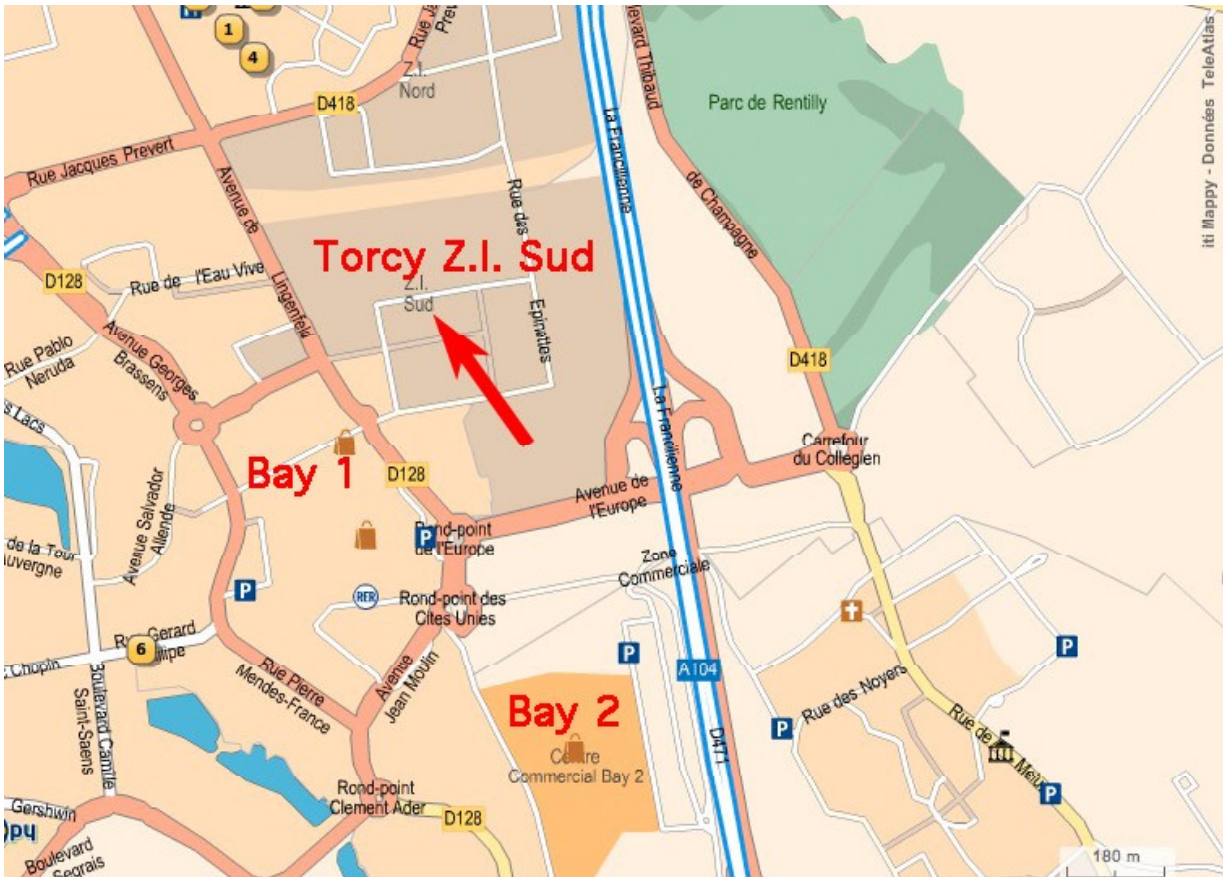 1
4
Rue Ja
Prev
Z.I.
Nord
D418
Rue Jacques Prevert
Avenue de
Lingenfeld
La Francilienne
Boulevard Thibaud
de Champagne
Parc de Rentilly
iti Mappy - Données TeleAtlas
Rue des
Epinettes
Torcy Z.I. Sud
Z.I.
Sud
D128
Rue de l'Eau Vive
Avenue Georges
Brassens
Rue Pablo
Neruda
D418
s Lacs
La Francilienne
Carrefour
du Collegien
Bay 1
D128
Avenue de
l'Europe
Avenue Salvador
Allende
P
Rond-point
de l'Europe
de la Tour
Auvergne
Zone
Commerciale
P
RER
Rond-point des
Cites Unies
6
Rue Gerard
Philipe
Chopin
P
P
A104
Rue des Noyers
Rue Pierre
Mendes-France
Avenue
Jean Moulin
Boulevard Camille
Saint-Saens
Bay 2
P
D471
Rue de
Meaux
Centre
Commercial Bay 2
Rond-point
Clement Ader
D128
P
Gershwin
Boulevard
Segrais
180 m